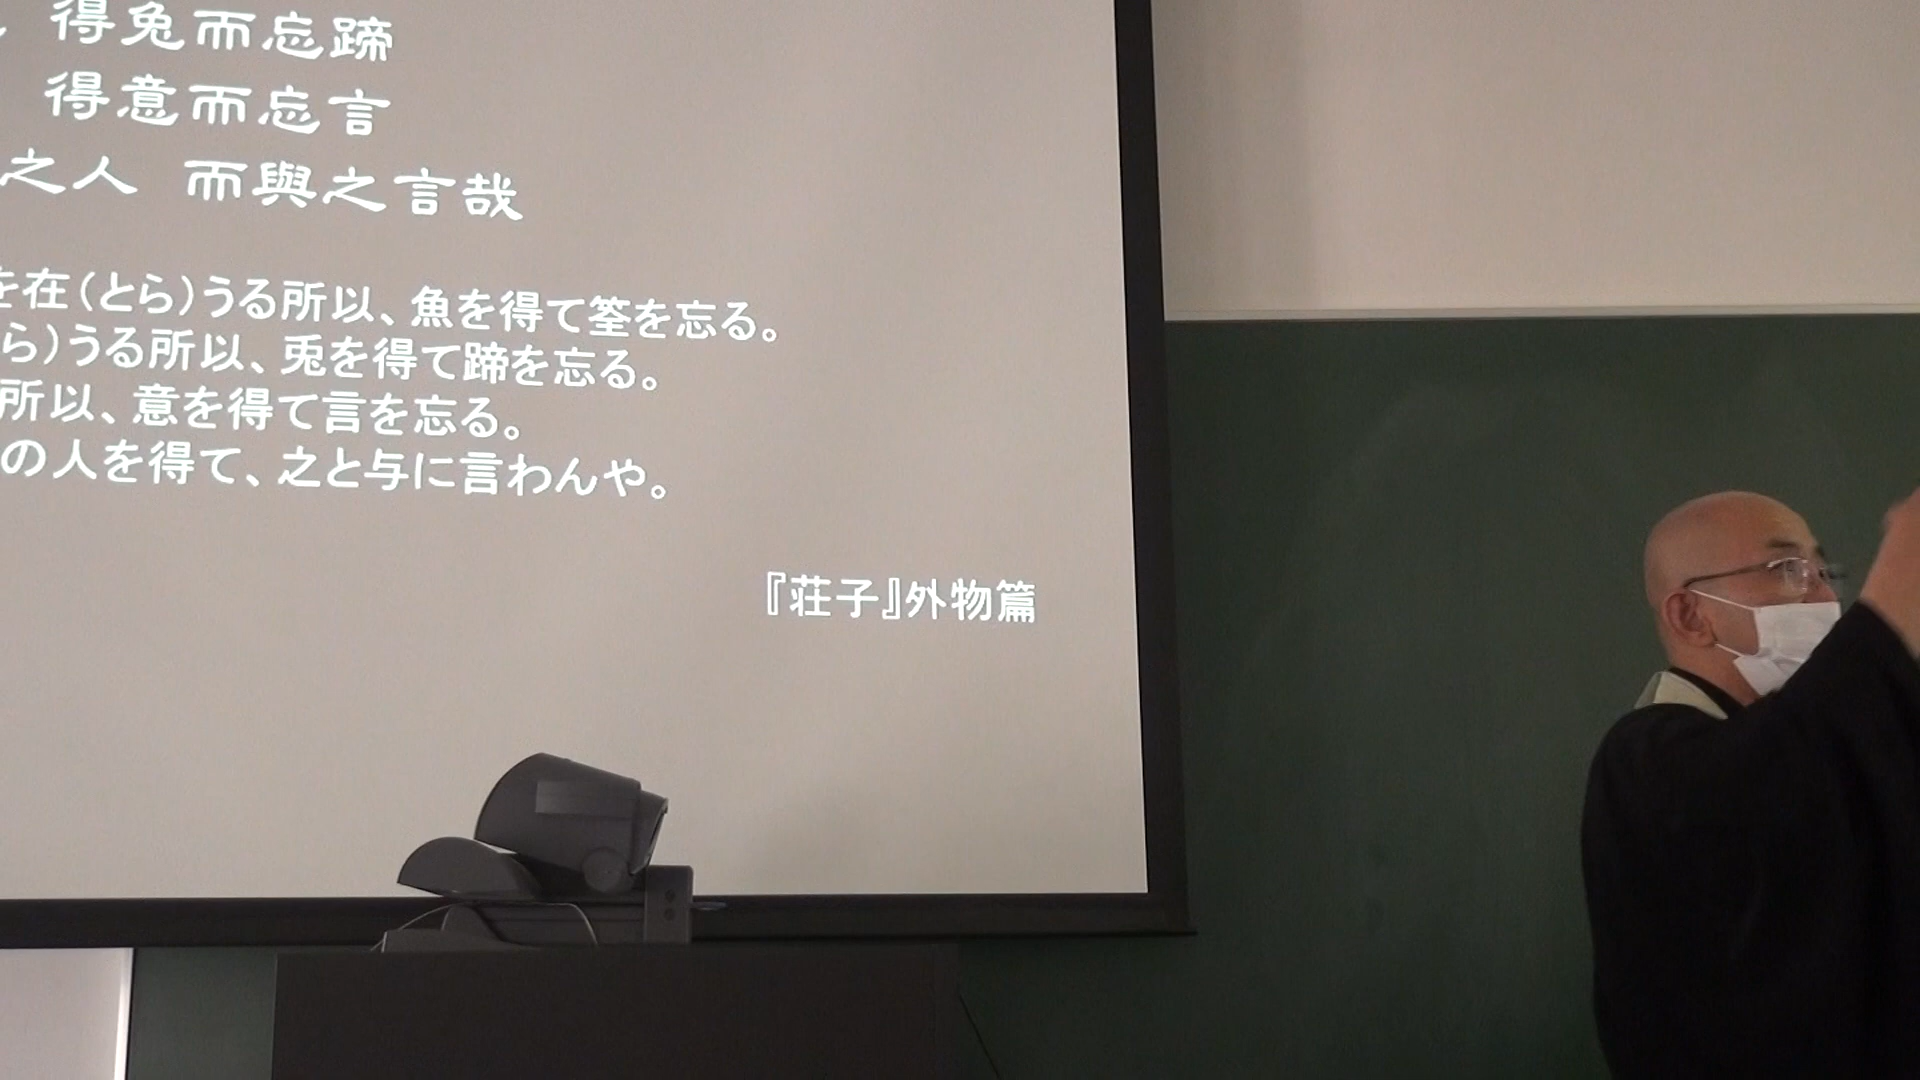 得兎而忘蹄
得意而忘言
之人 而與之言哉
を在(とら)うる所以、魚を得て筌を忘る。
ら)うる所以、兎を得て蹄を忘る。
所以、意を得て言を忘る。
の人を得て、之と与に言わんや。
『荘子』外物篇